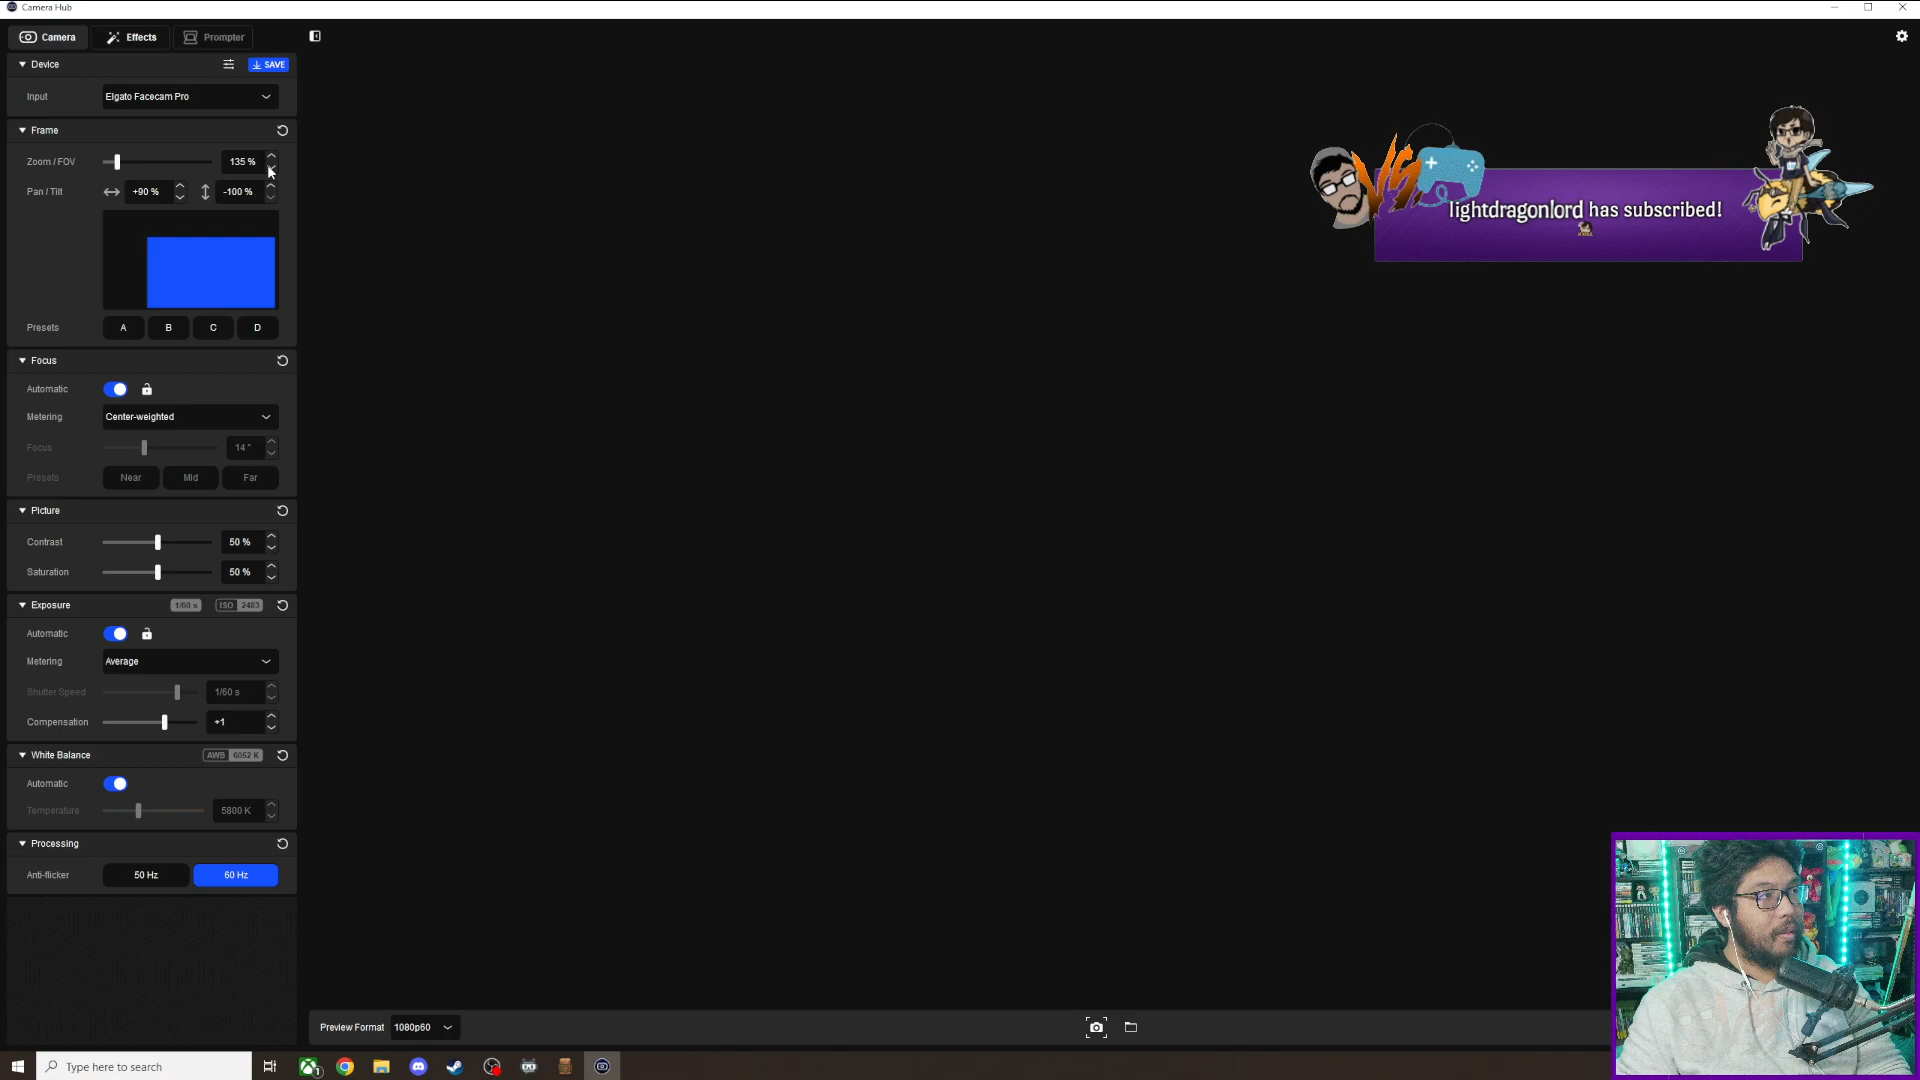 Camera Hub
Camera
Effects
Prompter
Device
SAVE
Input
Elgato Facecam Pro
Frame
Zoom / FOV
135 %
Pan / Tilt
+90 %
-100 %
Presets
A
B
C
D
Focus
Automatic
Metering
Center-weighted
Focus
14 "
Presets
Near
Mid
Far
Picture
Contrast
50 %
Saturation
50 %
Exposure
1/60 s
ISO 2483
Automatic
Metering
Average
Shutter Speed
1/60 s
Compensation
+1
White Balance
AWB 6052 K
Automatic
Temperature
5800 K
Processing
Anti-flicker
50 Hz
60 Hz
VS
lightdragonlord has subscribed!
Preview Format
1080p60
Type here to search
1